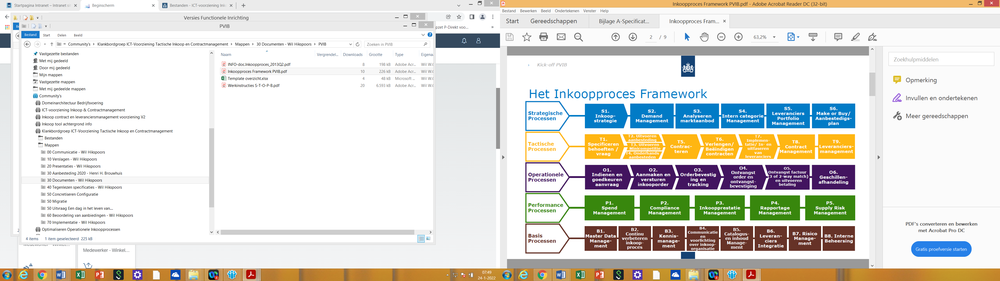 Startpagina Intranet – Intranet si
Beginscherm
Bestanden - ICT-voorziening Ink
Versies Functionele Inrichting
PVIB
pzet P-Direkt voo...
»
Bestand
Start
Delen
Beeld
« Community's
Klankbordgroep ICT-Voorziening Tactische Inkoop en Contractmanagement
Mappen
30 Documenten - Wil Hikspoors
PVIB
Zoeken in PVIB
Vastgezette bestanden
Met mij gedeeld
Door mij gedeeld
Mijn mappen
Vastgezette mappen
Met mij gedeelde mappen
Community's
Domeinarchitectuur Bedrijfsvoering
ICT-voorziening Inkoop & Contractmanagement
Inkoop contract en leveranciersmanagement voorziening V2
Inkoop tool achtergrond info
Klankbordgroep ICT-Voorziening Tactische Inkoop en Contractmanagement
Bestanden
Mappen
00 Communicatie - Wil Hikspoors
10 Verslagen - Wil Hikspoors
20 Presentaties - Wil Hikspoors
30 Aanbesteding 2020 - Henri H. Brouwhuis
30 Documenten - Wil Hikspoors
40 Tegenlezen specificaties - Wil Hikspoors
50 Concretiseren Configuratie
50 Migratie
50 Uitvraag Een dag in het leven van....
60 Beoordeling van aanbiedingen - Wil Hikspoors
70 Implementatie - Wil Hikspoors
Optimaliseren Operationele Inkoopprocessen
Naam Vergrendel... Downloads Grootte Type Eigena
INFO-doc.Inkoopproces_2013Q2.pdf 8 198 kB Adobe Acr... Wil W.
Inkoopproces Framework PVIB.pdf 10 226 kB Adobe Acr... Wil W.
Template overzicht.xlsx 4 48 kB Microsoft ... Wil W.
Werkinstructies S-T-O-P-B.pdf 20 6.593 kB Adobe Acr... Wil W.
4 items 1 item geselecteerd 225 kB
Medewerker - Winkel...
Medewerker - Winkel...
07:49
24-1-2022
Inkoopproces Framework PVIB.pdf - Adobe Acrobat Reader DC (32-bit)
Bestand Bewerken Beeld Ondertekenen Venster Help
Start
Gereedschappen
Bijlage A-Specificat...
Inkoopproces Fram...
2 / 9
63,2%
› Kick-off PVIB
Het Inkoopproces Framework
Strategische
Processen
S1.
Inkoop-
strategie
S2.
Demand
Management
S3.
Analyseren
marktaanbod
S4.
Intern categorie
Management
S5.
Leveranciers
Portfolio
Management
S6.
Make or Buy/
Aanbestedigs-
plan
Tactische
Processen
T1.
Specificeren
behoeften /
vraag
T2. Uitvoeren
aanbesteding
T3. Uitvoeren
Minicompetitie
T4. Onderhands
aanbesteden
T5.
Contrac-
teren
T6.
Verlengen/
Beëindigen
contracten
T7.
Implemen-
tatie/ In- en
uitfaseren
van
leveranciers
T8.
Contract
Management
T9.
Leveranciers-
management
Operationele
Processen
O1.
Indienen en
goedkeuren
aanvraag
O2.
Aanmaken en
versturen
inkooporder
O3.
Orderbevestig
ing en
tracking
O4.
Ontvangst
order en
ontvangst-
bevestiging
O5.
Ontvangst factuur
(3 of 2-way match)
en uitvoeren
betaling
O6.
Geschillen-
afhandeling
Performance
Processen
P1.
Spend
Management
P2.
Compliance
Management
P3.
Inkoopprestatie
Management
P4.
Rapportage
Management
P5.
Supply Risk
Management
Basis
Processen
B1.
Master Data
Manage-
ment
B2.
Continu
verbeteren
inkoop-
proces
B3.
Kennis-
manage-
ment
B4.
Communicatie
en
voorlichting
over inkoop-
organisatie
B5.
Catalogus-
en inhoud
Manage-
ment
B6.
Leveran-
ciers
Integratie
B7. Risico
Manage-
ment
B8. Interne
Beheersing
Zoekhulpmiddelen
Opmerking
Invullen en ondertekenen
Meer gereedschappen
PDF's converteren en bewerken
met Acrobat Pro DC
Gratis proefversie starten